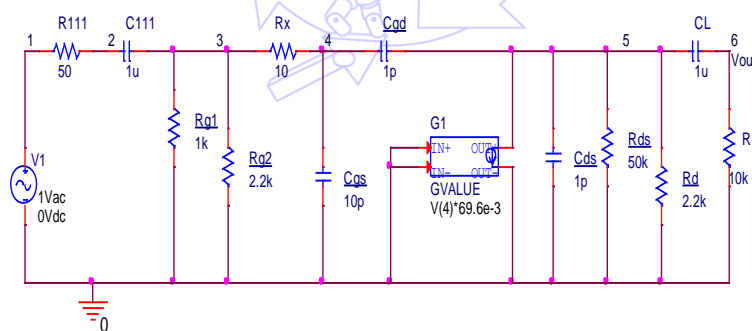 1
R111
50
2
C111
1u
3
Rx
10
4
Cgd
1p
5
CL
1u
6
Vou
V1
1Vac
0Vdc
Rg1
1k
Rg2
2.2k
Cgs
10p
G1
IN+
OUT+
IN-
OUT-
GVALUE
V(4)*69.6e-3
Cds
1p
Rds
50k
Rd
2.2k
R
10k
0